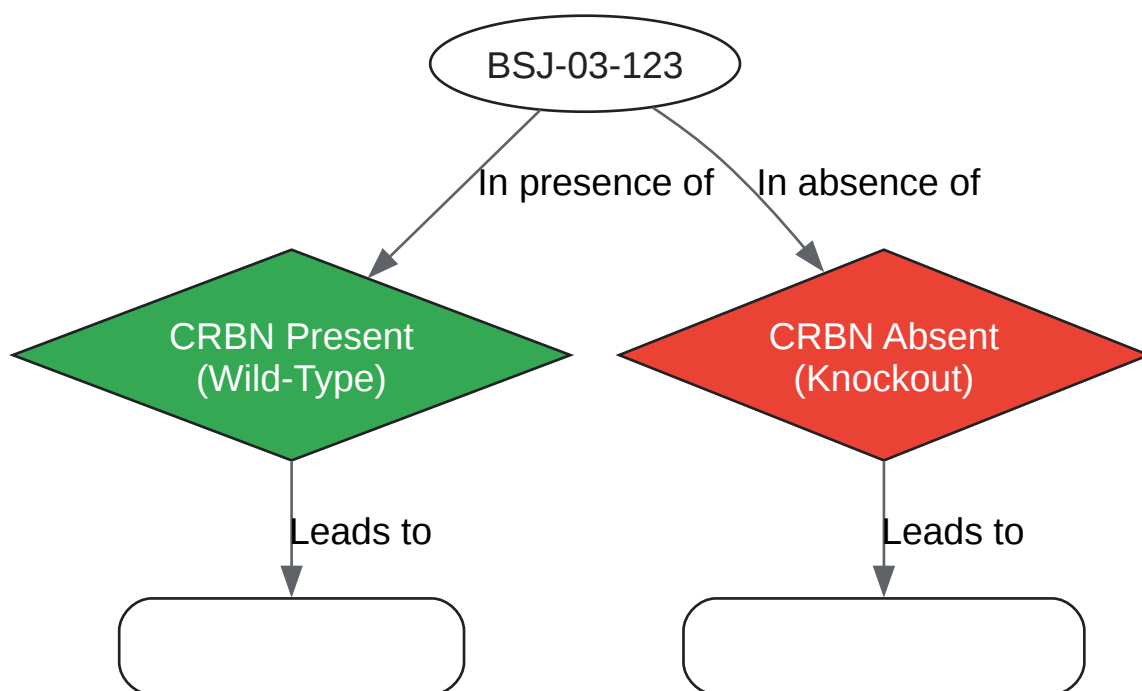 BSJ-03-123
In presence of
In absence of
CRBN Present
(Wild-Type)
CRBN Absent
(Knockout)
Leads to
Leads to